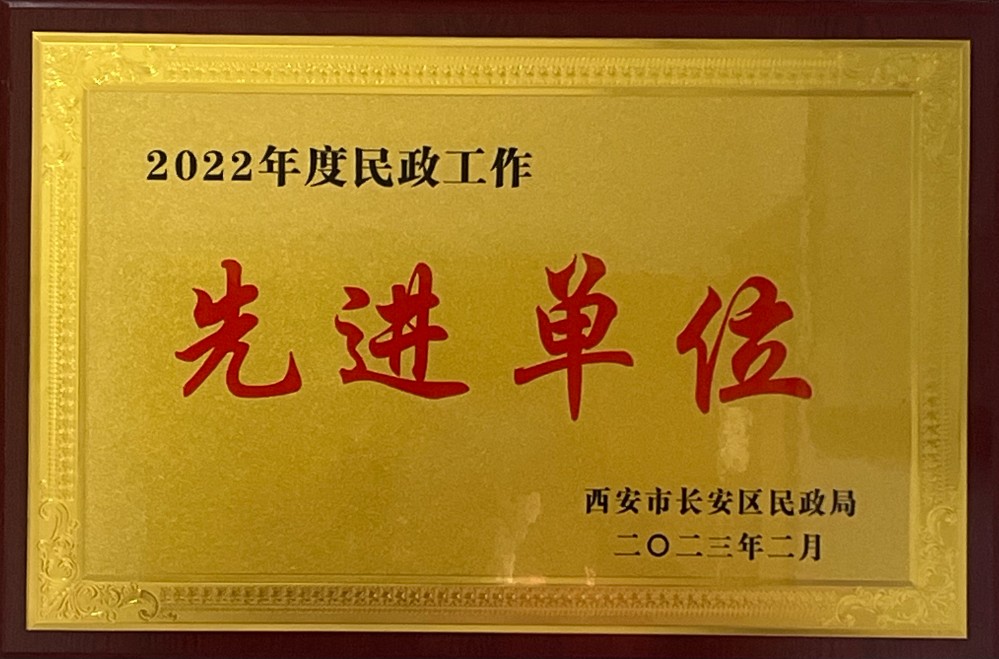 2022年度民政工作
先进单位
西安市长安区民政局
二〇二三年二月